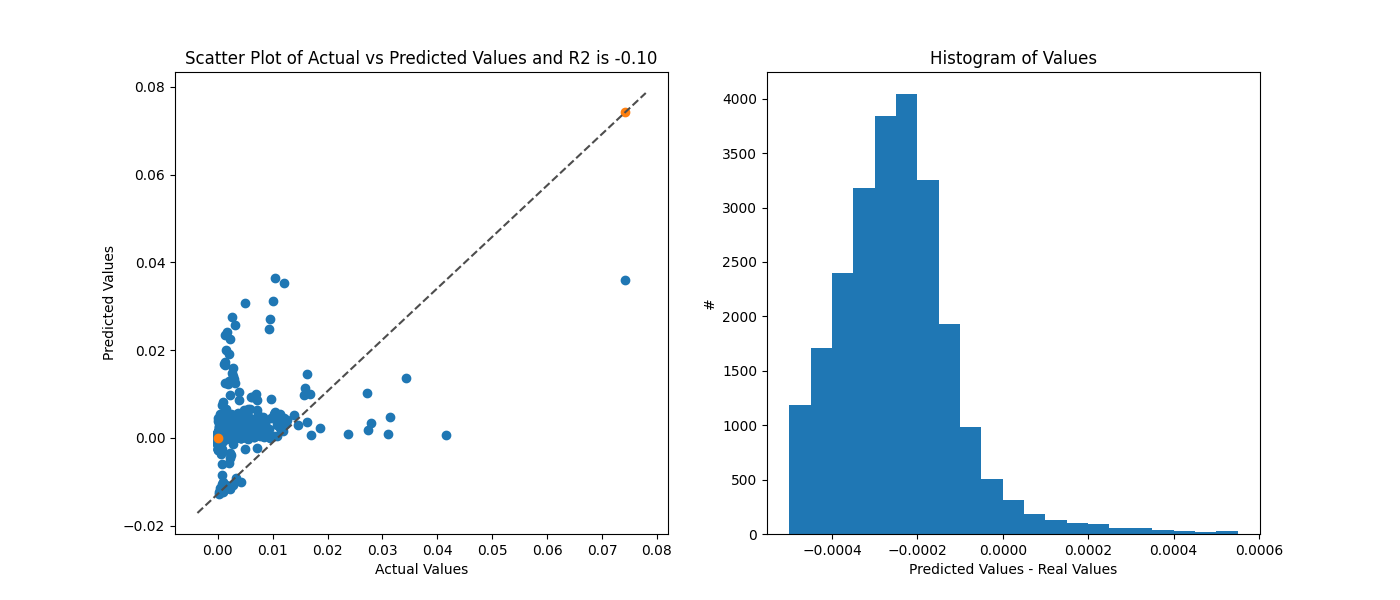 Scatter Plot of Actual vs Predicted Values and R2 is -0.10
0.08
0.06
0.04
0.02
0.00
−0.02
Predicted Values
0.00 0.01 0.02 0.03 0.04 0.05 0.06 0.07 0.08
Actual Values
Histogram of Values
4000
3500
3000
2500
2000
1500
1000
500
0
#
−0.0004 −0.0002 0.0000 0.0002 0.0004 0.0006
Predicted Values - Real Values